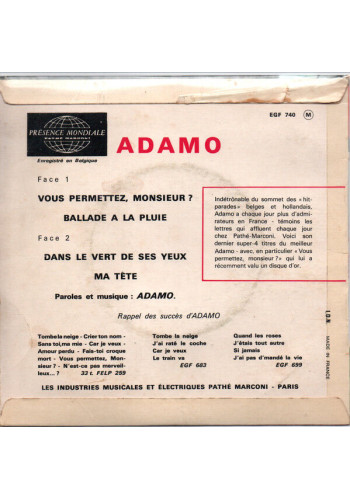 EGF 740 M
PRÉSENCE MONDIALE
PATHÉ MARCONI
Enregistré en Belgique
ADAMO
Face 1
VOUS PERMETTEZ, MONSIEUR ?
BALLADE A LA PLUIE
Face 2
DANS LE VERT DE SES YEUX
MA TÊTE
Paroles et musique : ADAMO.
Indétrônable du sommet des « hit-
parades » belges et hollandais,
Adamo a chaque jour plus d'admira-
teurs en France - témoins les
lettres qui affluent chaque jour
chez Pathé-Marconi. Voici son
dernier super-4 titres du meilleur
Adamo - avec, en particulier « Vous
permettez, monsieur ? » qui lui a
récemment valu un disque d'or.
Rappel des succès d'ADAMO
Tombe la neige - Crier ton nom -
Sans toi, ma mie - Car je veux -
Amour perdu - Fais-toi croque
mort - Vous permettez, Mon-
sieur ? - N'est-ce pas merveil-
leux... ? 33 t. FELP 259
Tombe la neige
J'ai raté le coche
Car je veux
Le train va
EGF 683
Quand les roses
J'étais tout autre
Si jamais
J'ai pas d'mandé la vie
EGF 699
LES INDUSTRIES MUSICALES ET ÉLECTRIQUES PATHÉ MARCONI - PARIS
MADE IN FRANCE